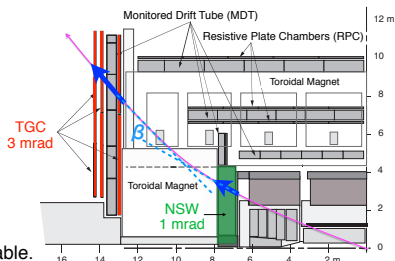 Monitored Drift Tube (MDT)
Resistive Plate Chambers (RPC)
12 m
10
Toroidal Magnet
8
TGC
3 mrad
β
6
4
Toroidal Magnet
NSW
1 mrad
2
0
able.
16 14 12 10 8 6 4 2 m